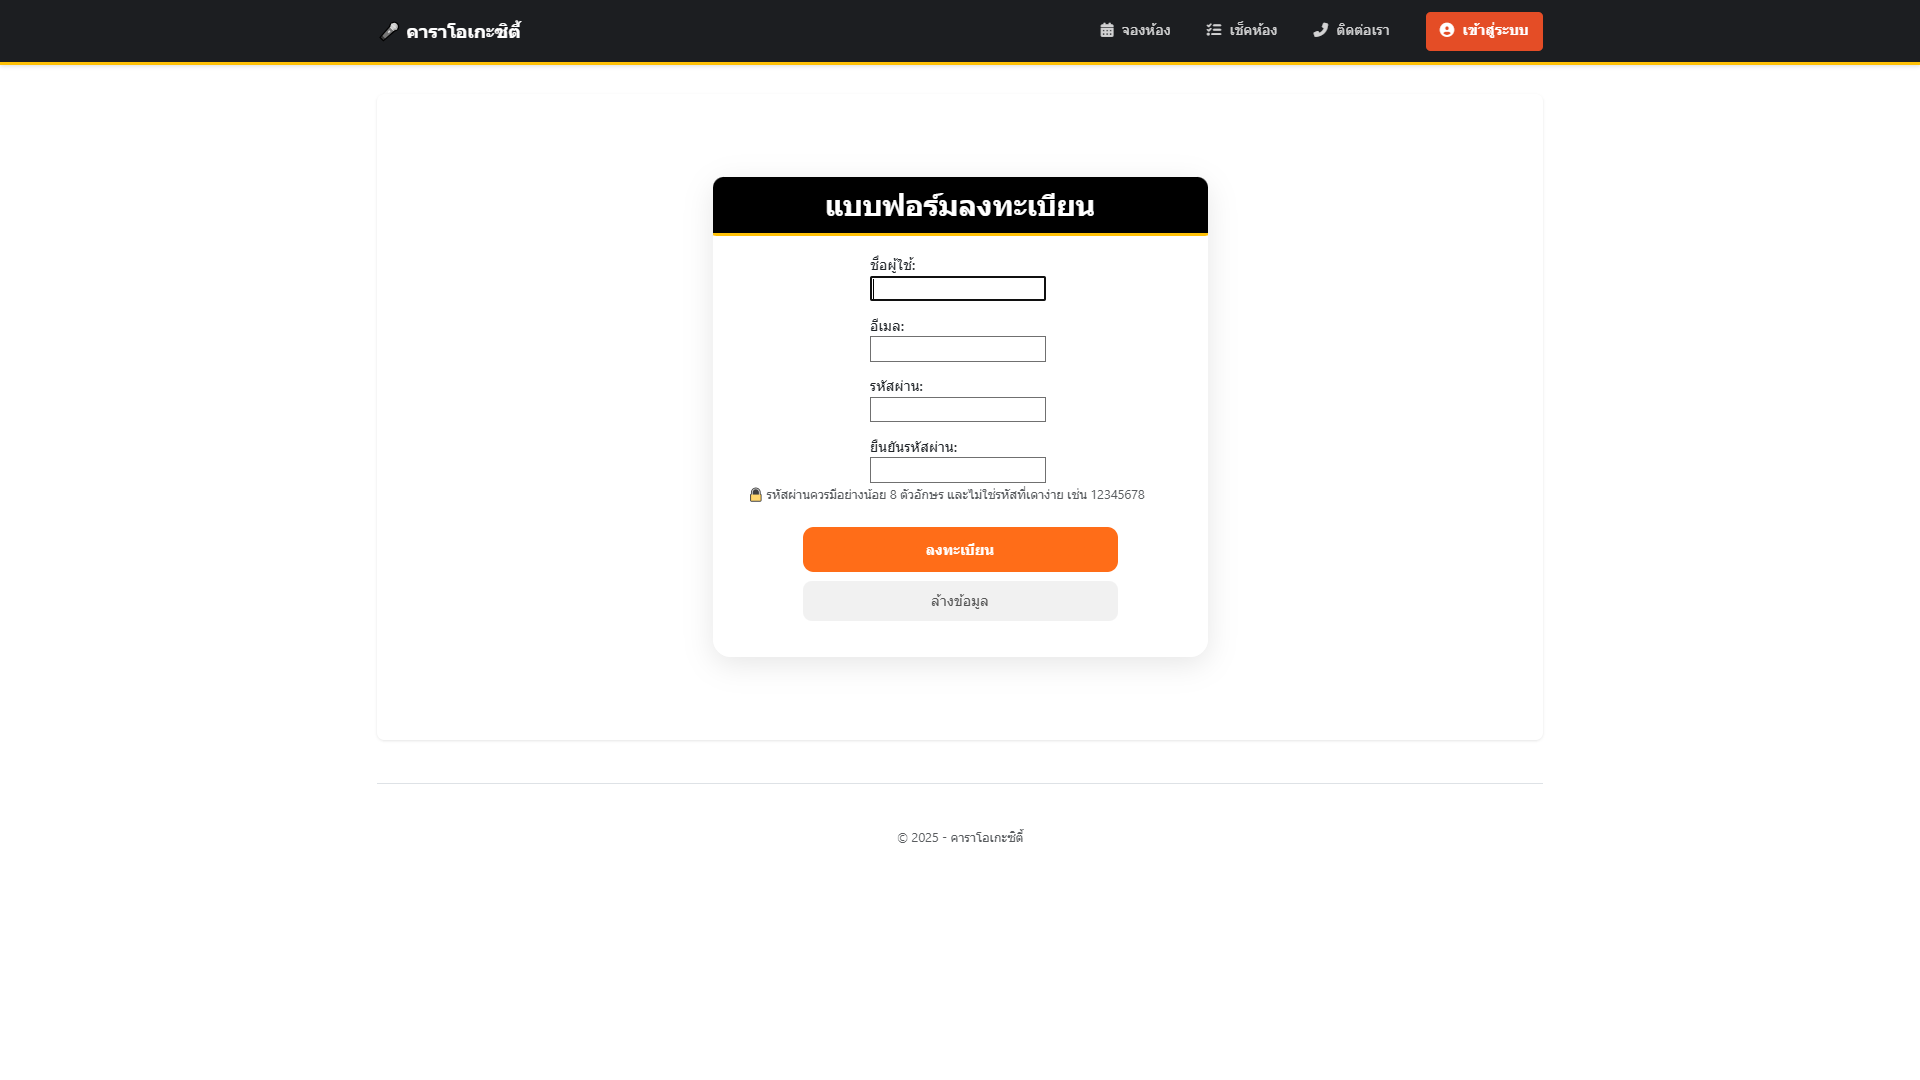 คาราโอเกะซิตี้
จองห้อง
เช็คห้อง
ติดต่อเรา
เข้าสู่ระบบ
แบบฟอร์มลงทะเบียน
ชื่อผู้ใช้:
อีเมล:
รหัสผ่าน:
ยืนยันรหัสผ่าน:
รหัสผ่านควรมีอย่างน้อย 8 ตัวอักษร และไม่ใช่รหัสที่เดาง่าย เช่น 12345678
ลงทะเบียน
ล้างข้อมูล
© 2025 - คาราโอเกะซิตี้